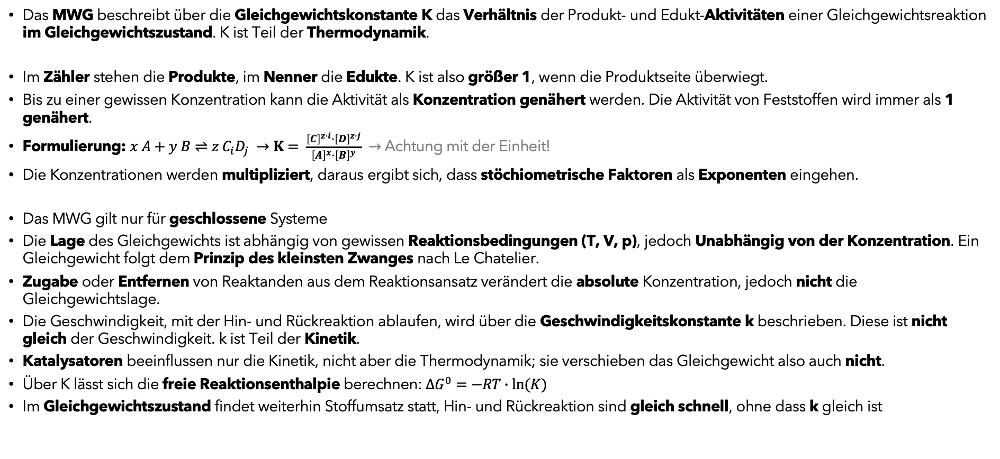 • Das MWG beschreibt über die Gleichgewichtskonstante K das Verhältnis der Produkt- und Edukt-Aktivitäten einer Gleichgewichtsreaktion
im Gleichgewichtszustand. K ist Teil der Thermodynamik.
• Im Zähler stehen die Produkte, im Nenner die Edukte. K ist also größer 1, wenn die Produktseite überwiegt.
• Bis zu einer gewissen Konzentration kann die Aktivität als Konzentration genähert werden. Die Aktivität von Feststoffen wird immer als 1
genähert.
• Formulierung: x A + y B ⇌ z CᵢDⱼ → K = [C]^{z·i}·[D]^{z·j} / [A]^x·[B]^y → Achtung mit der Einheit!
• Die Konzentrationen werden multipliziert, daraus ergibt sich, dass stöchiometrische Faktoren als Exponenten eingehen.
• Das MWG gilt nur für geschlossene Systeme
• Die Lage des Gleichgewichts ist abhängig von gewissen Reaktionsbedingungen (T, V, p), jedoch Unabhängig von der Konzentration. Ein
Gleichgewicht folgt dem Prinzip des kleinsten Zwanges nach Le Chatelier.
• Zugabe oder Entfernen von Reaktanden aus dem Reaktionsansatz verändert die absolute Konzentration, jedoch nicht die
Gleichgewichtslage.
• Die Geschwindigkeit, mit der Hin- und Rückreaktion ablaufen, wird über die Geschwindigkeitskonstante k beschrieben. Diese ist nicht
gleich der Geschwindigkeit. k ist Teil der Kinetik.
• Katalysatoren beeinflussen nur die Kinetik, nicht aber die Thermodynamik; sie verschieben das Gleichgewicht also auch nicht.
• Über K lässt sich die freie Reaktionsenthalpie berechnen: ΔG⁰ = −RT · ln(K)
• Im Gleichgewichtszustand findet weiterhin Stoffumsatz statt, Hin- und Rückreaktion sind gleich schnell, ohne dass k gleich ist